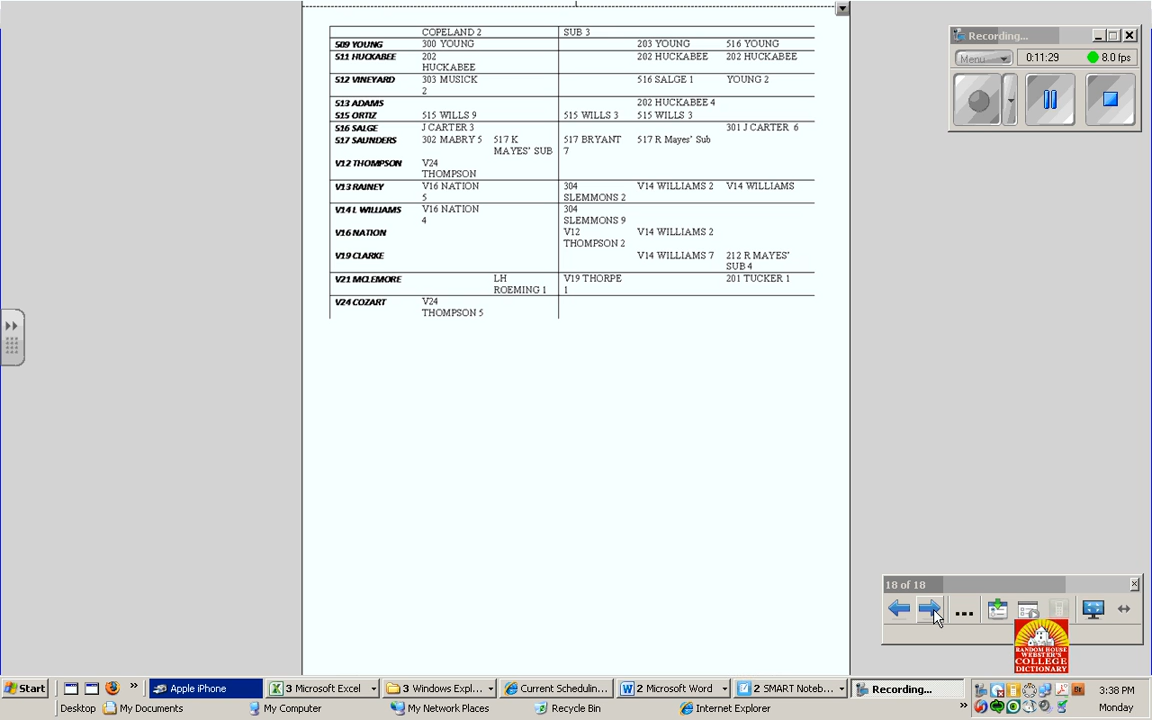 COPELAND 2 SUB 3
509 YOUNG 300 YOUNG 203 YOUNG 516 YOUNG
511 HUCKABEE 202 202 HUCKABEE 202 HUCKABEE
HUCKABEE
512 VINEYARD 303 MUSICK 516 SALGE 1 YOUNG 2
2
513 ADAMS 202 HUCKABEE 4
515 ORTIZ 515 WILLS 9 515 WILLS 3 515 WILLS 3
516 SALGE J CARTER 3 301 J CARTER 6
517 SAUNDERS 302 MABRY 5 517 K 517 BRYANT 517 R Mayes' Sub
MAYES' SUB 7
V12 THOMPSON V24
THOMPSON
V13 RAINEY V16 NATION 304 V14 WILLIAMS 2 V14 WILLIAMS
5 SLEMMONS 2
V14 L WILLIAMS V16 NATION 304
4 SLEMMONS 9
V16 NATION V12 V14 WILLIAMS 2
THOMPSON 2
V19 CLARKE V14 WILLIAMS 7 212 R MAYES'
SUB 4
V21 MCLEMORE LH V19 THORPE 201 TUCKER 1
ROEMING 1 1
V24 COZART V24
THOMPSON 5
Recording...
Menu 0:11:29 8.0 fps
18 of 18
RANDOM HOUSE
WEBSTER'S
COLLEGE
DICTIONARY
Start » Apple iPhone 3 Microsoft Excel 3 Windows Expl... Current Schedulin... 2 Microsoft Word 2 SMART Noteb... Recording... 3:38 PM
Desktop My Documents My Computer My Network Places Recycle Bin Internet Explorer » Monday